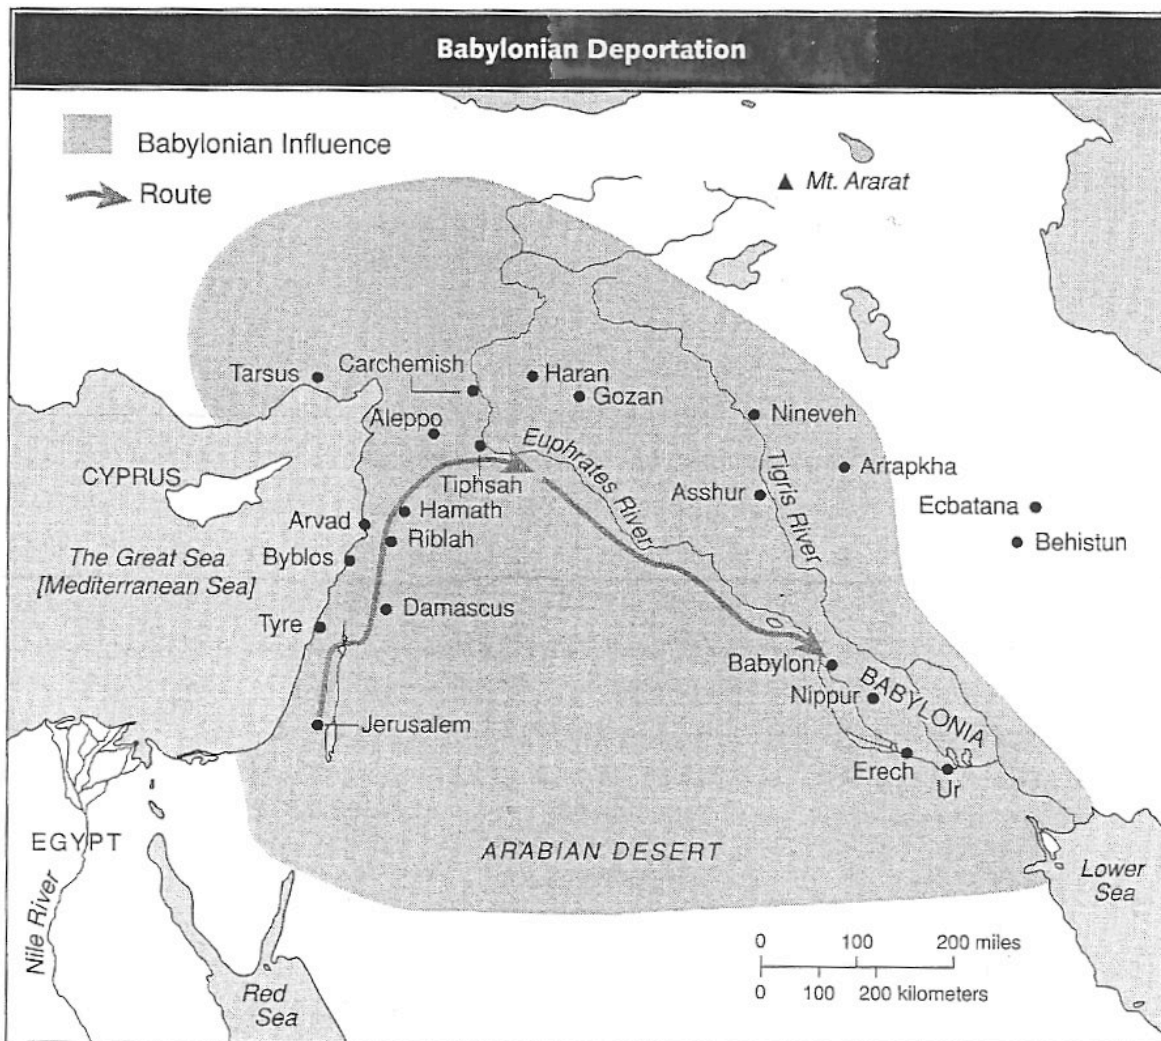 Babylonian Deportation
Babylonian Influence
Route
Mt. Ararat
Tarsus
Carchemish
Haran
Gozan
Nineveh
Aleppo
CYPRUS
Tiphsah
Euphrates River
Asshur
Tigris River
Arrapkha
Ecbatana
Behistun
Hamath
Arvad
Riblah
The Great Sea
[Mediterranean Sea]
Byblos
Damascus
Tyre
Babylon
BABYLONIA
Nippur
Jerusalem
Erech
Ur
EGYPT
ARABIAN DESERT
Lower
Sea
Nile River
Red
Sea
0 100 200 miles
0 100 200 kilometers